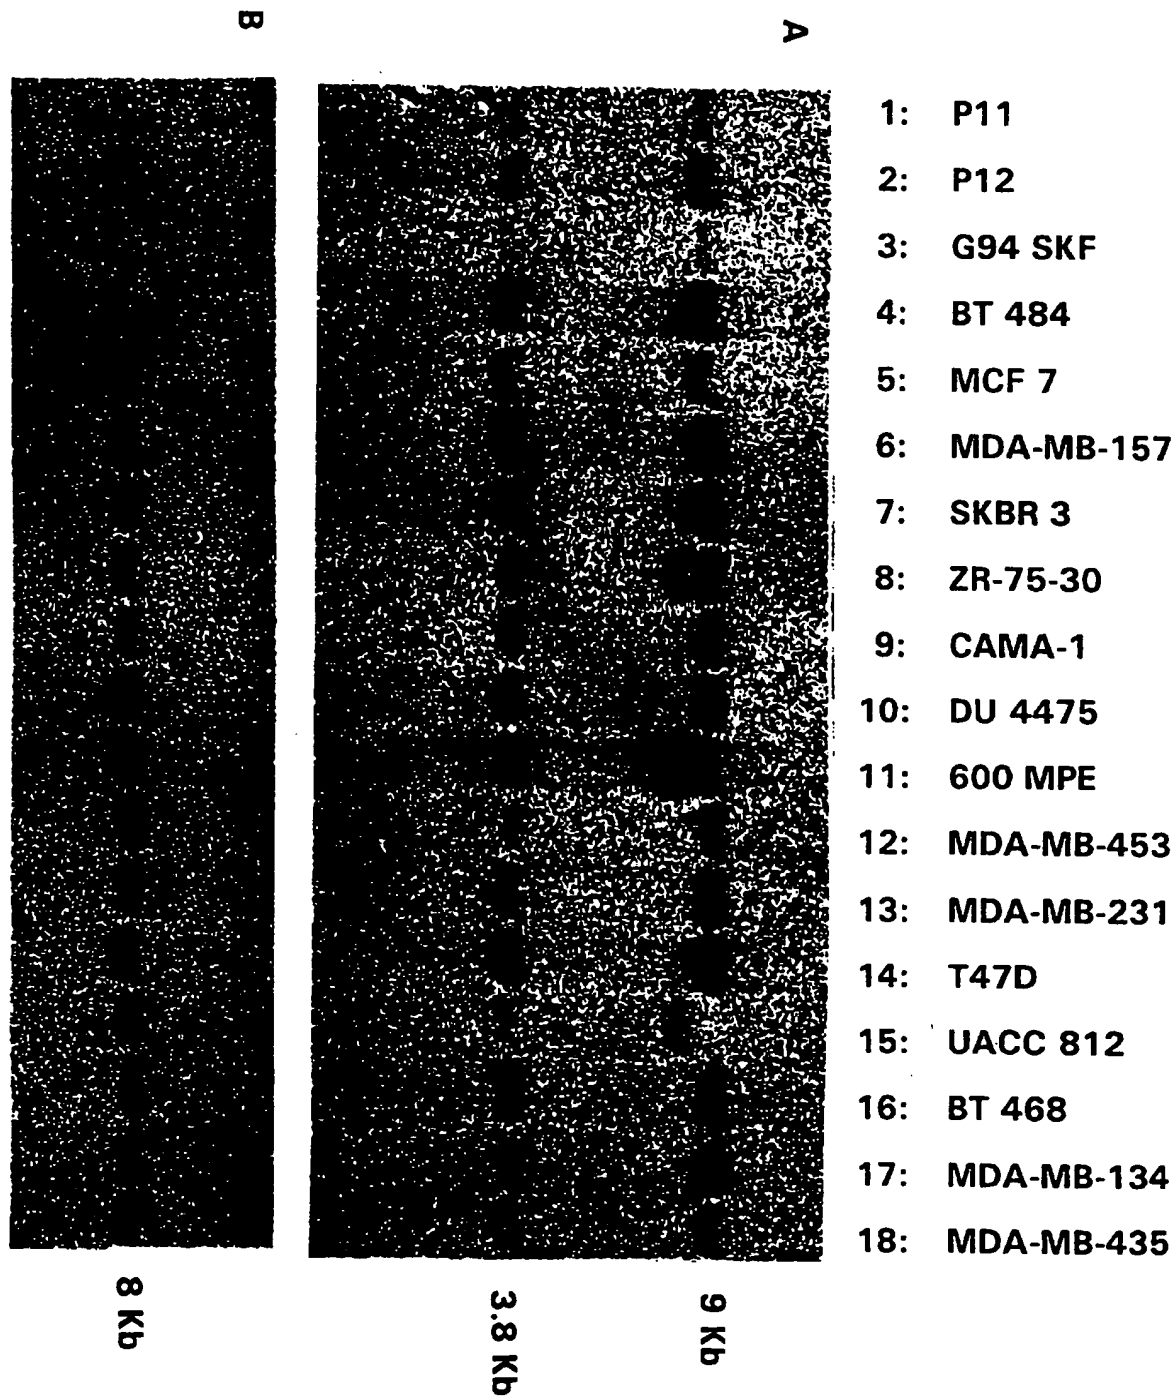 B
A
1: P11
2: P12
3: G94 SKF
4: BT 484
5: MCF 7
6: MDA-MB-157
7: SKBR 3
8: ZR-75-30
9: CAMA-1
10: DU 4475
11: 600 MPE
12: MDA-MB-453
13: MDA-MB-231
14: T47D
15: UACC 812
16: BT 468
17: MDA-MB-134
18: MDA-MB-435
8 Kb
3.8 Kb
9 Kb